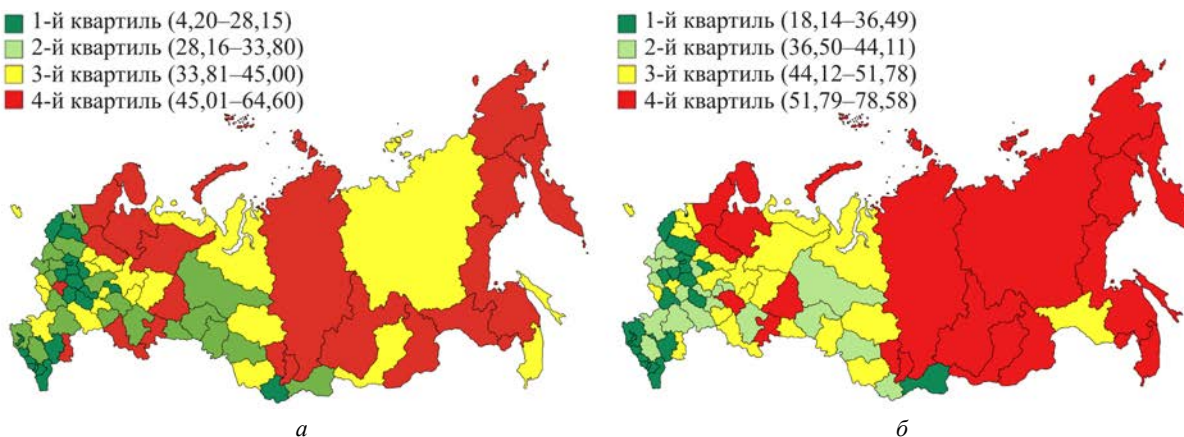 1-й квартиль (4,20–28,15)
2-й квартиль (28,16–33,80)
3-й квартиль (33,81–45,00)
4-й квартиль (45,01–64,60)
1-й квартиль (18,14–36,49)
2-й квартиль (36,50–44,11)
3-й квартиль (44,12–51,78)
4-й квартиль (51,79–78,58)
а
б